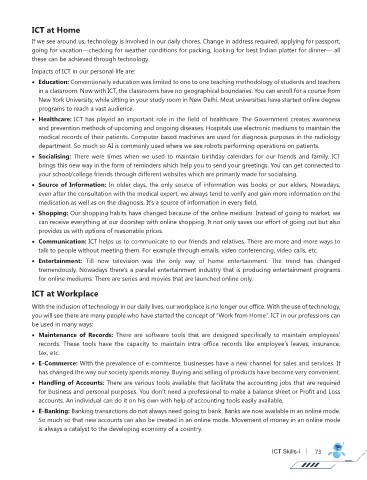 ICT at Home
If we see around us, technology is involved in our daily chores. Change in address required, applying for passport,
going for vacation—checking for weather conditions for packing, looking for best Indian platter for dinner— all
these can be achieved through technology.
Impacts of ICT in our personal life are:
• Education: Conventionally education was limited to one to one teaching methodology of students and teachers
in a classroom. Now with ICT, the classrooms have no geographical boundaries. You can enroll for a course from
New York University, while sitting in your study room in New Delhi. Most universities have started online degree
programs to reach a vast audience.
• Healthcare: ICT has played an important role in the field of healthcare. The Government creates awareness
and prevention methods of upcoming and ongoing diseases. Hospitals use electronic mediums to maintain the
medical records of their patients. Computer based machines are used for diagnosis purposes in the radiology
department. So much so AI is commonly used where we see robots performing operations on patients.
• Socialising: There were times when we used to maintain birthday calendars for our friends and family. ICT
brings this new way in the form of reminders which help you to send your greetings. You can get connected to
your school/college friends through different websites which are primarily made for socialising.
• Source of Information: In older days, the only source of information was books or our elders. Nowadays,
even after the consultation with the medical expert, we always tend to verify and gain more information on the
medication as well as on the diagnosis. It's a source of information in every field.
• Shopping: Our shopping habits have changed because of the online medium. Instead of going to market, we
can receive everything at our doorstep with online shopping. It not only saves our effort of going out but also
provides us with options of reasonable prices.
• Communication: ICT helps us to communicate to our friends and relatives. There are more and more ways to
talk to people without meeting them. For example through emails, video conferencing, video calls, etc.
• Entertainment: Till now television was the only way of home entertainment. The trend has changed
tremendously. Nowadays there's a parallel entertainment industry that is producing entertainment programs
for online mediums. There are series and movies that are launched online only.
ICT at Workplace
With the inclusion of technology in our daily lives, our workplace is no longer our office. With the use of technology,
you will see there are many people who have started the concept of "Work from Home". ICT in our professions can
be used in many ways:
• Maintenance of Records: There are software tools that are designed specifically to maintain employees'
records. These tools have the capacity to maintain intra office records like employee's leaves, insurance,
tax, etc.
• E-Commerce: With the prevalence of e-commerce, businesses have a new channel for sales and services. It
has changed the way our society spends money. Buying and selling of products have become very convenient.
• Handling of Accounts: There are various tools available that facilitate the accounting jobs that are required
for business and personal purposes. You don't need a professional to make a balance sheet or Profit and Loss
accounts. An individual can do it on his own with help of accounting tools easily available.
• E-Banking: Banking transactions do not always need going to bank. Banks are now available in an online mode.
So much so that new accounts can also be created in an online mode. Movement of money in an online mode
is always a catalyst to the developing economy of a country.
ICT Skills-I | 73